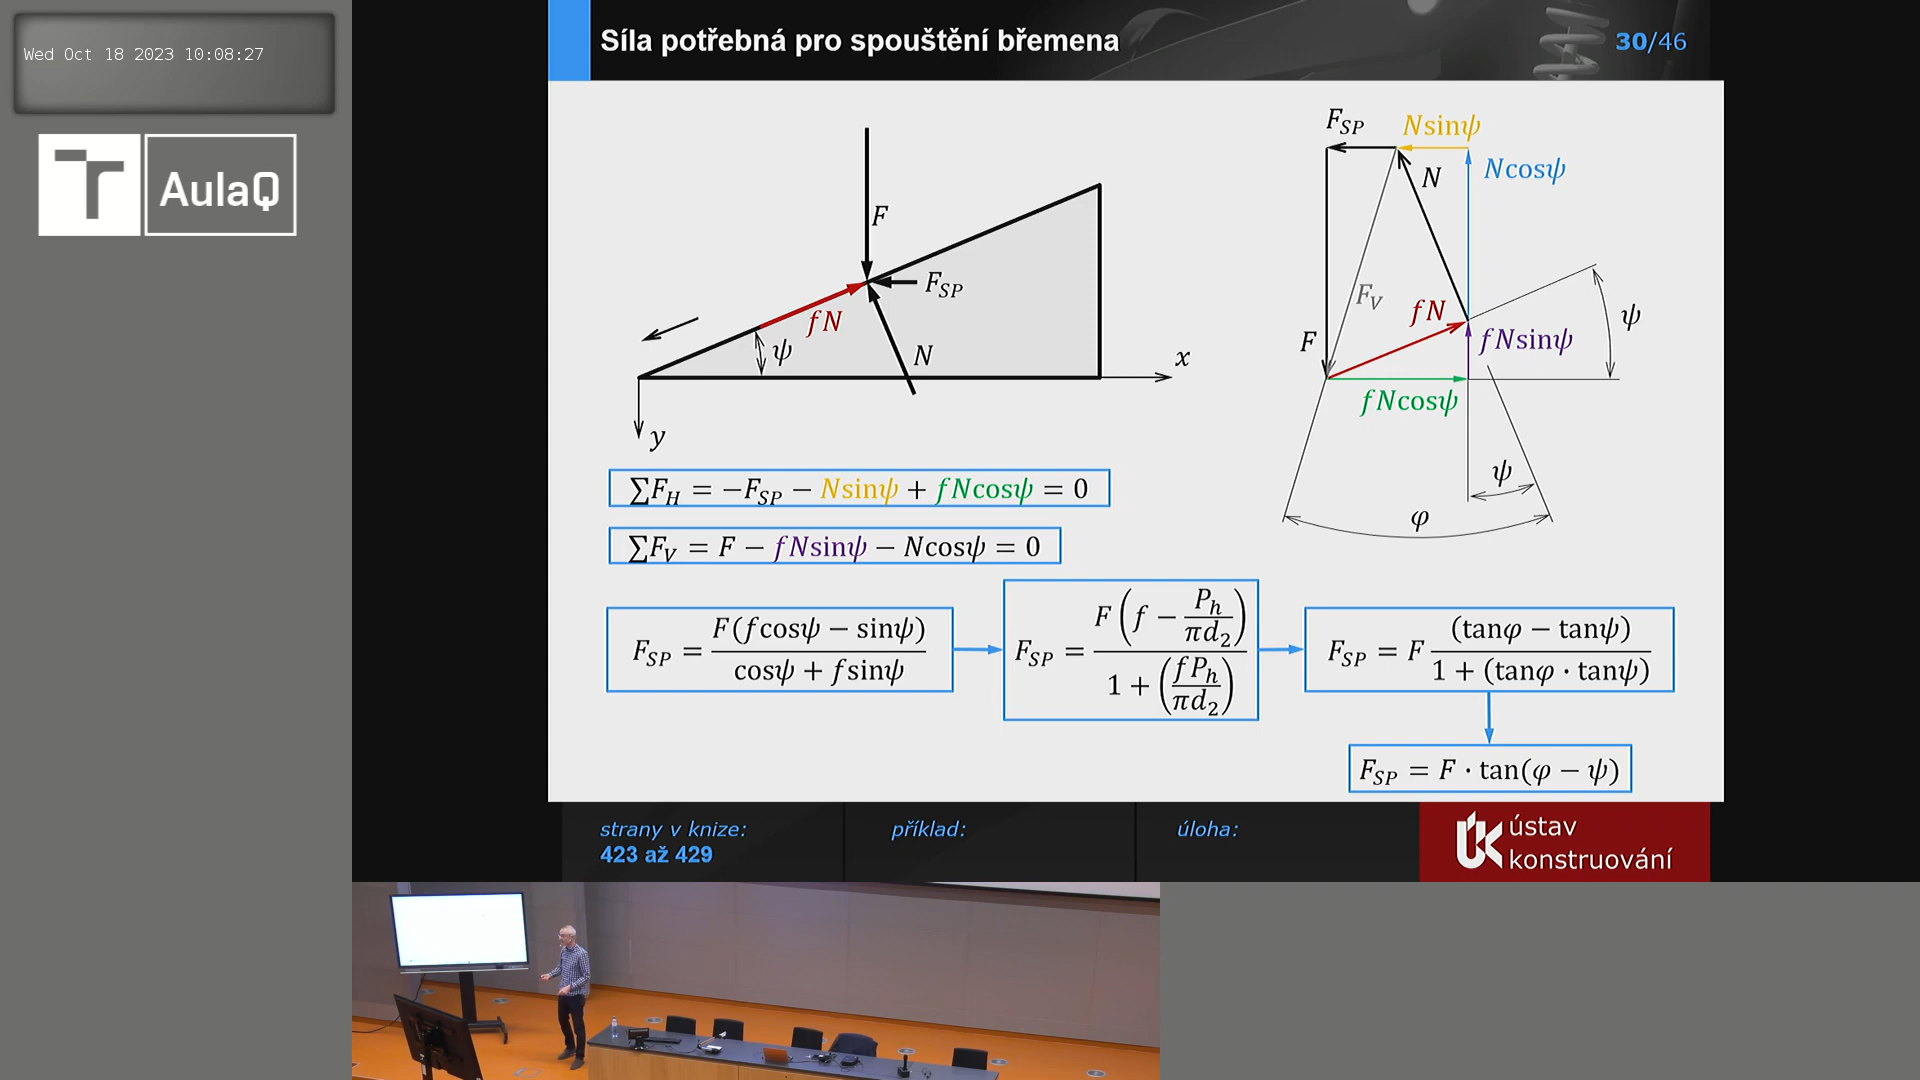 Wed Oct 18 2023 10:08:27
AulaQ
Síla potřebná pro spouštění břemena
30/46
F
F_SP
fN
ψ
N
x
y
F_SP
Nsinψ
N
Ncosψ
F_V
fN
F
fNsinψ
ψ
fNcosψ
ψ
φ
∑F_H = −F_SP − Nsinψ + fNcosψ = 0
∑F_V = F − fNsinψ − Ncosψ = 0
F_SP = F(fcosψ − sinψ) / (cosψ + fsinψ)
F_SP = F(f − P_h/πd_2) / (1 + (fP_h/πd_2))
F_SP = F (tanφ − tanψ) / (1 + (tanφ · tanψ))
F_SP = F · tan(φ − ψ)
strany v knize:
423 až 429
příklad:
úloha:
ÚK
ústav
konstruování